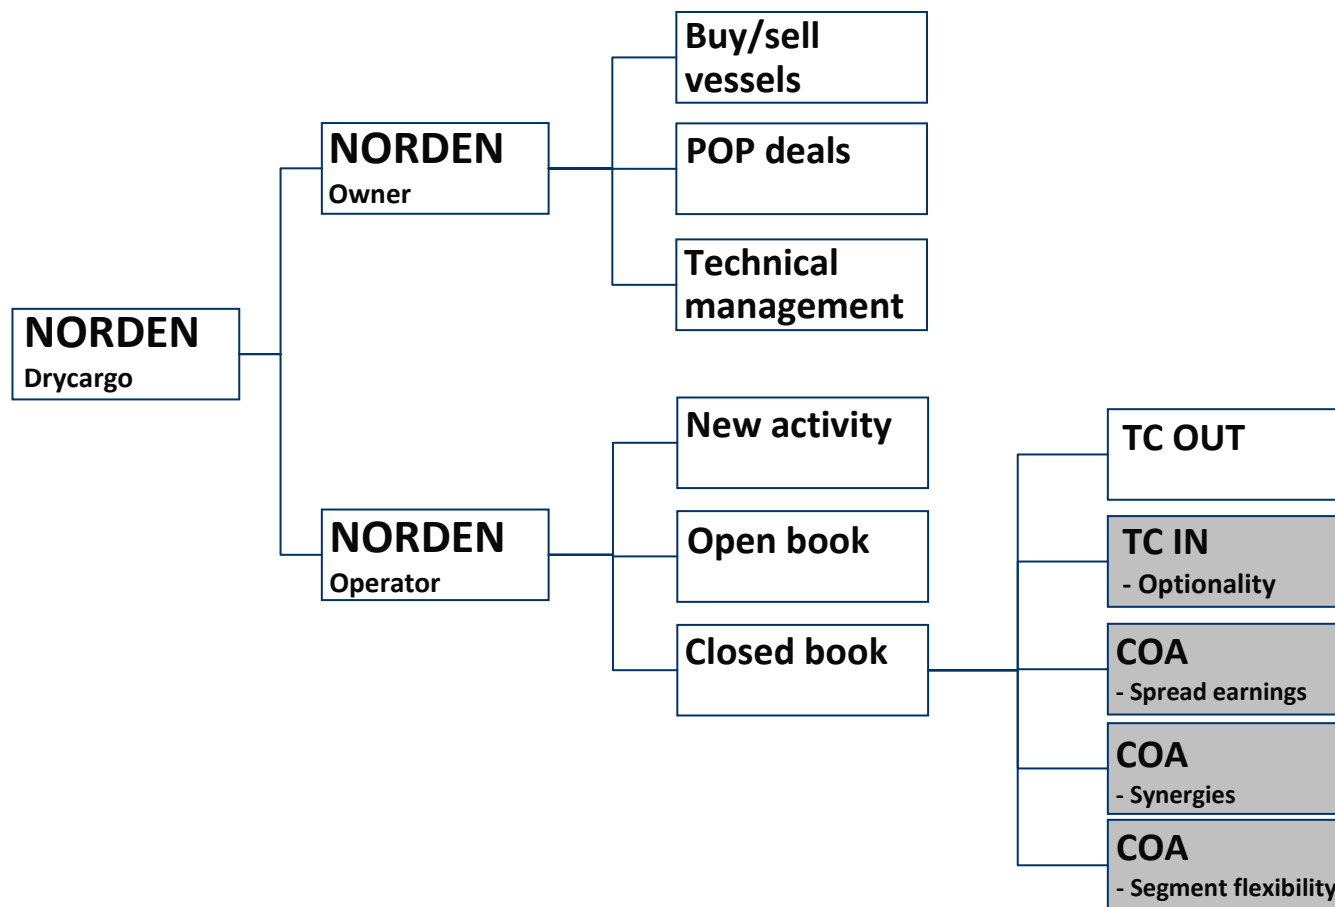 Buy/sell
vessels
NORDEN
Owner
POP deals
Technical
management
NORDEN
Drycargo
New activity
TC OUT
NORDEN
Operator
Open book
TC IN
- Optionality
Closed book
COA
- Spread earnings
COA
- Synergies
COA
- Segment flexibility